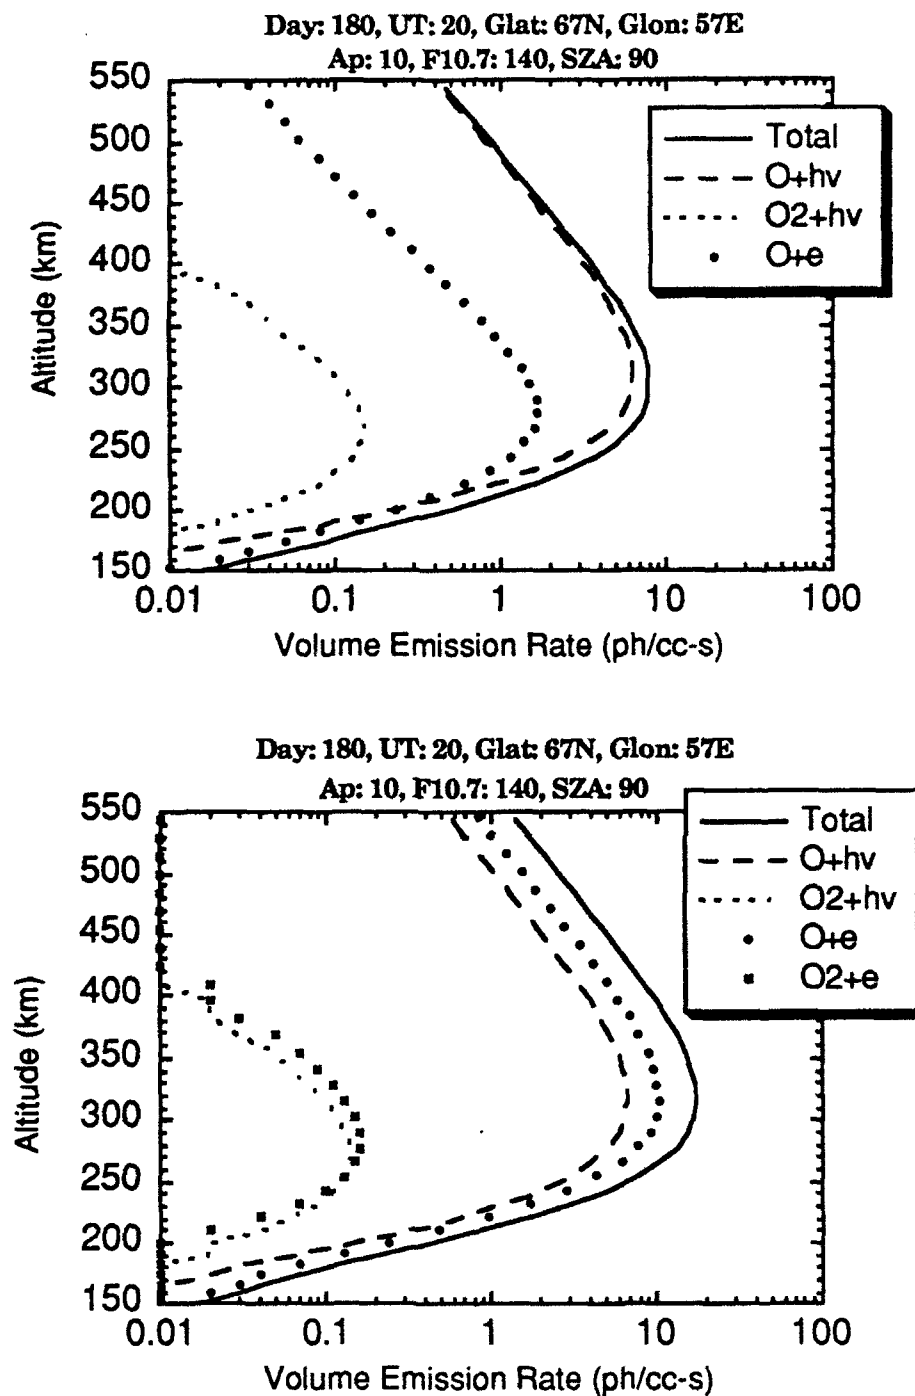 Day: 180, UT: 20, Glat: 67N, Glon: 57E
Ap: 10, F10.7: 140, SZA: 90
550
500
450
400
350
300
250
200
150
Altitude (km)
Total
O+hv
O2+hv
O+e
0.01 0.1 1 10 100
Volume Emission Rate (ph/cc-s)
Day: 180, UT: 20, Glat: 67N, Glon: 57E
Ap: 10, F10.7: 140, SZA: 90
550
500
450
400
350
300
250
200
150
Altitude (km)
Total
O+hv
O2+hv
O+e
O2+e
0.01 0.1 1 10 100
Volume Emission Rate (ph/cc-s)